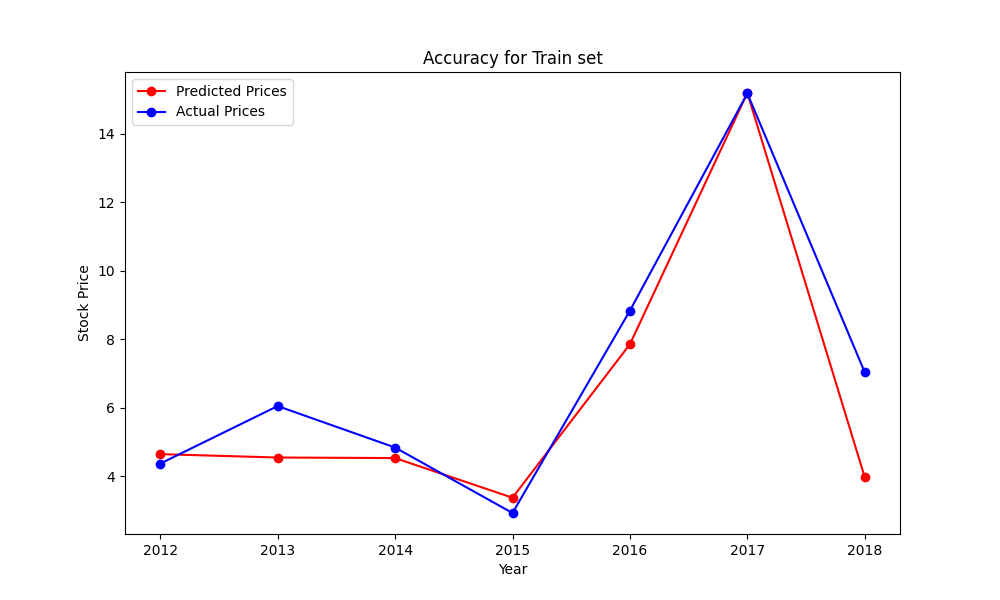 Accuracy for Train set
Predicted Prices
Actual Prices
Stock Price
14
12
10
8
6
4
2012 2013 2014 2015 2016 2017 2018
Year